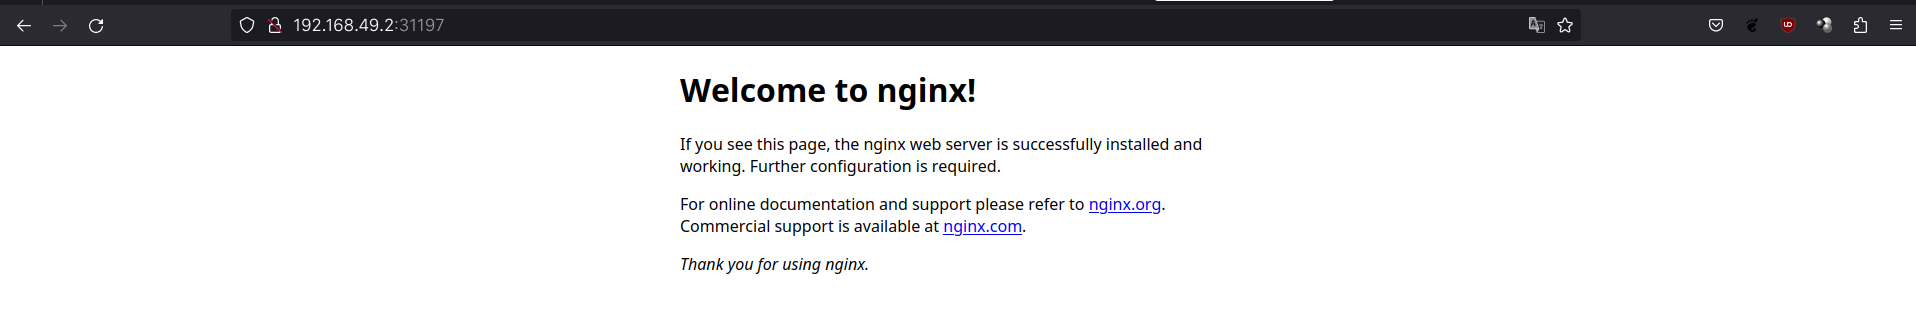 192.168.49.2:31197
Welcome to nginx!
If you see this page, the nginx web server is successfully installed and
working. Further configuration is required.
For online documentation and support please refer to nginx.org.
Commercial support is available at nginx.com.
Thank you for using nginx.